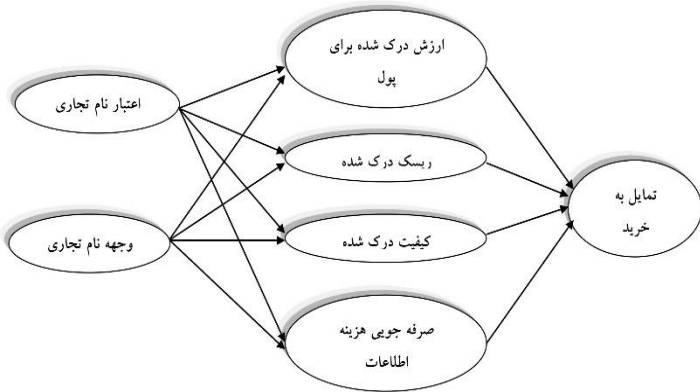 ارزش درک شده برای
پول
اعتبار نام تجاری
ریسک درک شده
تمایل به
خرید
وجهه نام تجاری
کیفیت درک شده
صرفه جویی هزینه
اطلاعات